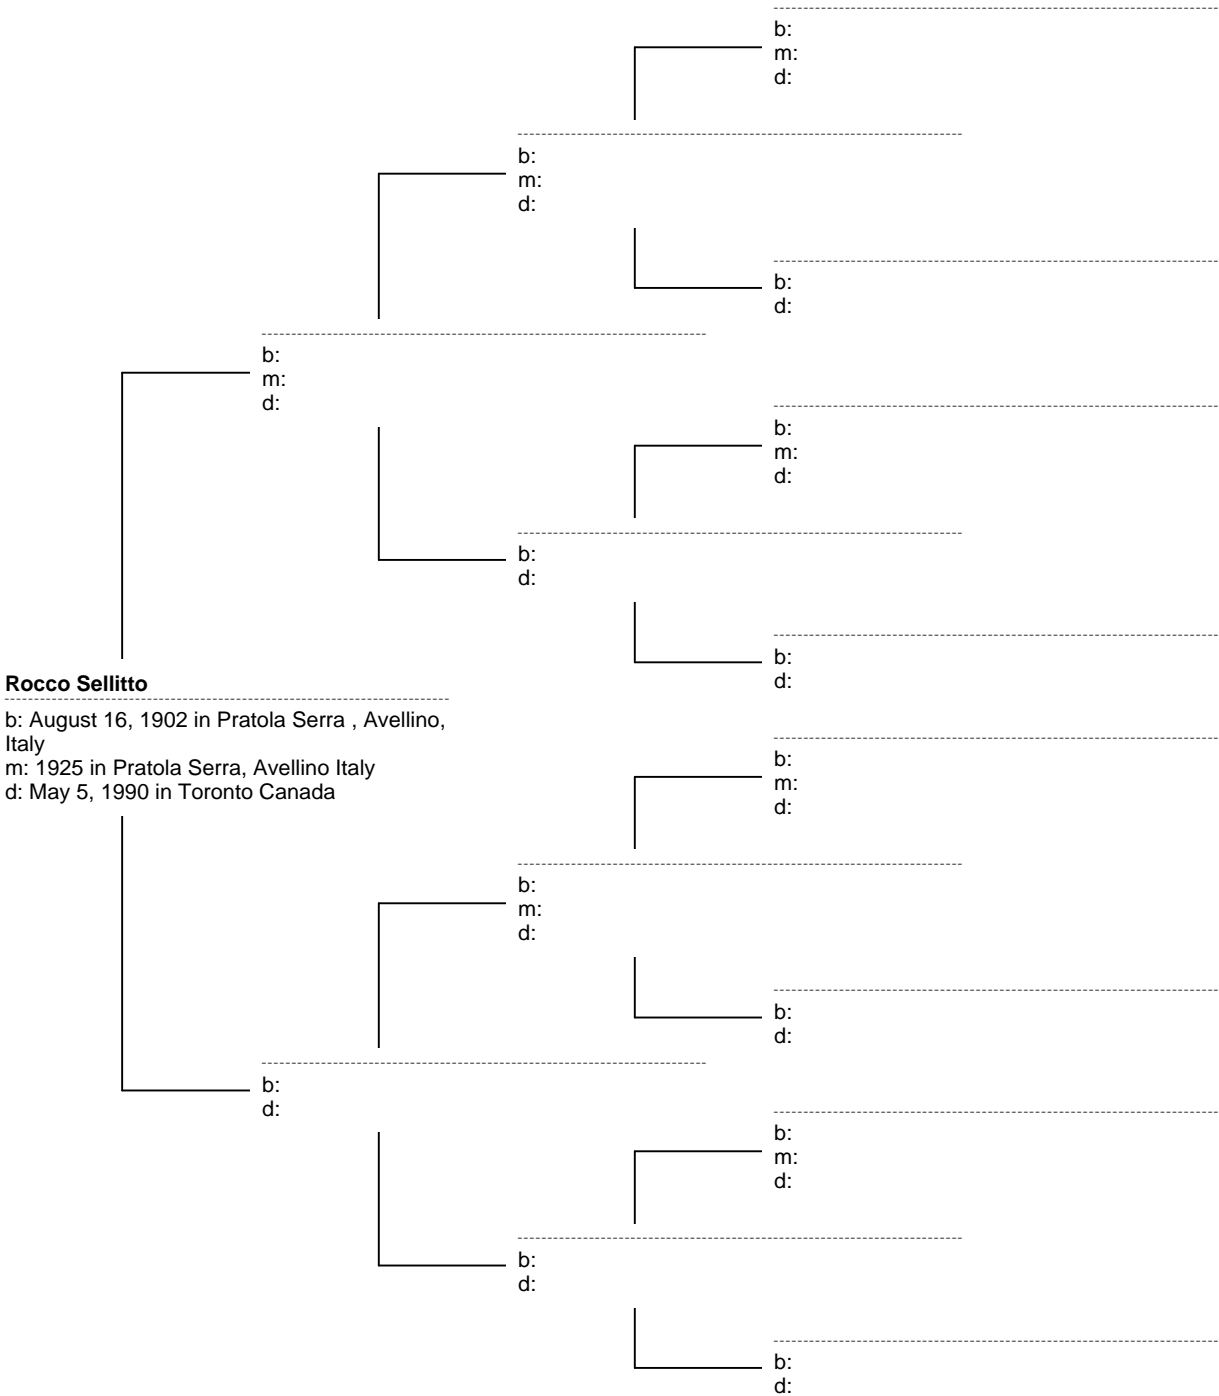 b:
m:
d:
b:
m:
d:
b:
d:
b:
m:
d:
b:
m:
d:
b:
d:
b:
d:
Rocco Sellitto
b: August 16, 1902 in Pratola Serra , Avellino,
Italy
m: 1925 in Pratola Serra, Avellino Italy
d: May 5, 1990 in Toronto Canada
b:
m:
d:
b:
m:
d:
b:
d:
b:
d:
b:
m:
d:
b:
d:
b:
d: